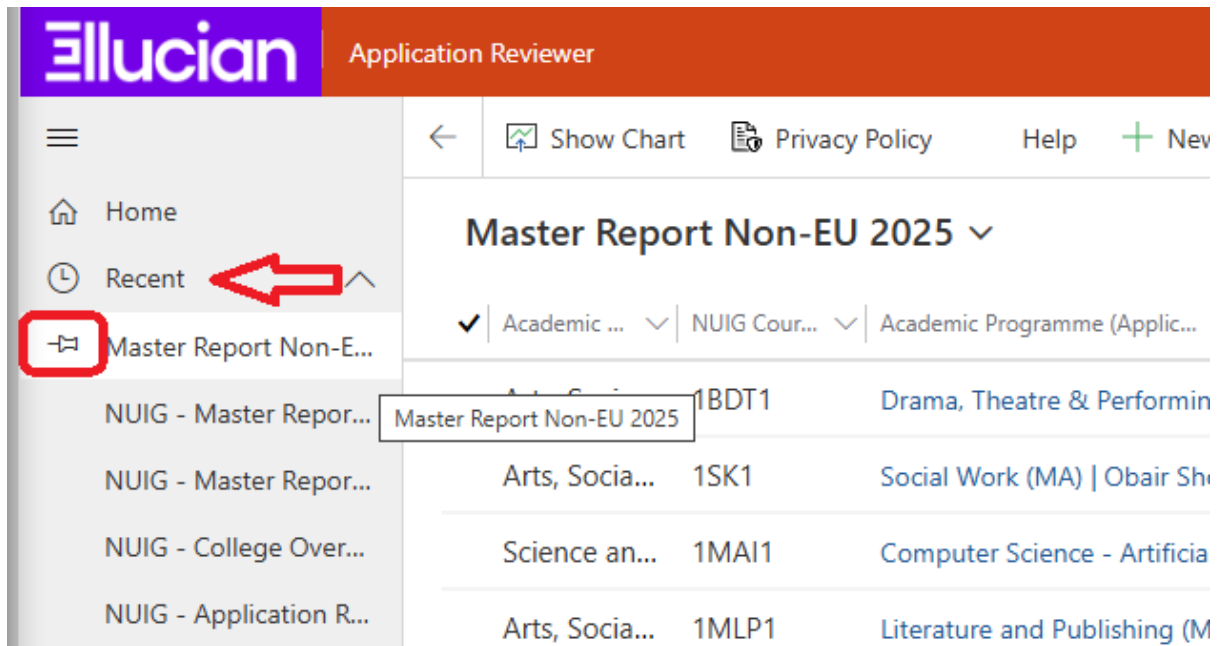 Ellucian Application Reviewer
Show Chart Privacy Policy Help New
Home
Master Report Non-EU 2025
Recent
Academic ... NUIG Cour... Academic Programme (Applic...
Master Report Non-E...
1BDT1 Drama, Theatre & Performin
NUIG - Master Repor...
Master Report Non-EU 2025
NUIG - Master Repor...
Arts, Socia... 1SK1 Social Work (MA) | Obair Sho
NUIG - College Over...
Science an... 1MAI1 Computer Science - Artificia
NUIG - Application R...
Arts, Socia... 1MLP1 Literature and Publishing (M